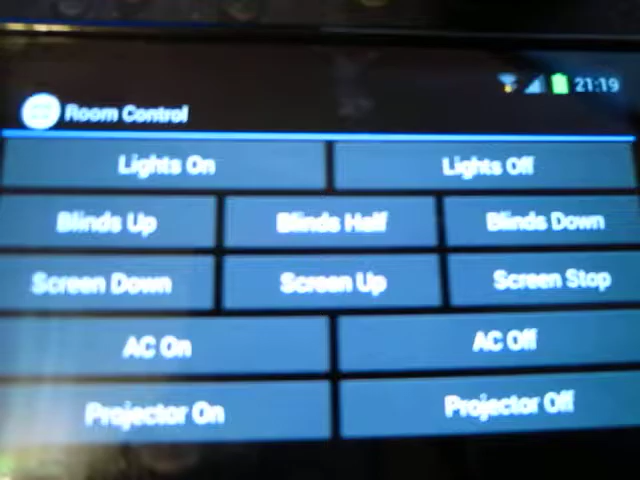 21:19
Room Control
Lights On Lights Off
Blinds Up Blinds Half Blinds Down
Screen Down Screen Up Screen Stop
AC On AC Off
Projector On Projector Off